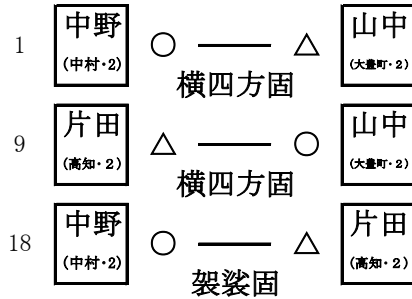 1 中野 ○ ― △ 山中
(中村・2) (大豊町・2)
横四方固
9 片田 △ ― ○ 山中
(高知・2) (大豊町・2)
横四方固
18 中野 ○ ― △ 片田
(中村・2) (高知・2)
袈裟固